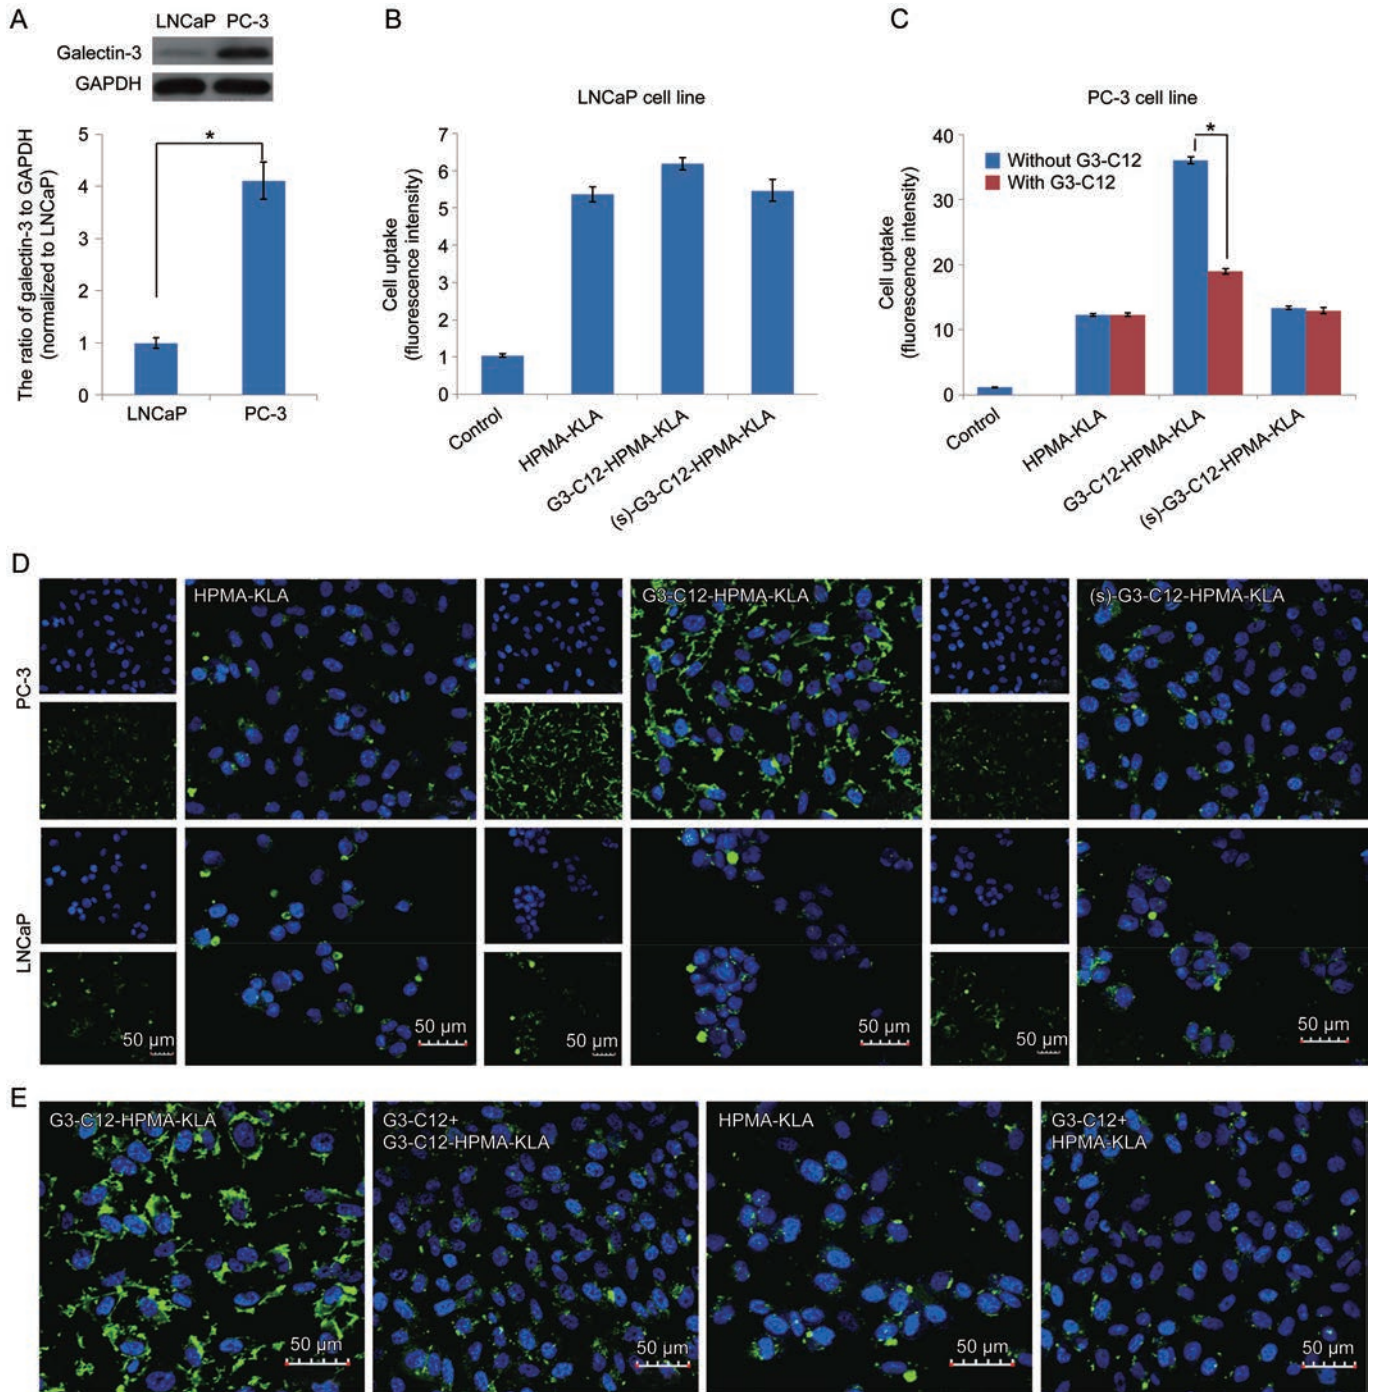 A
LNCaP PC-3
Galectin-3
GAPDH
The ratio of galectin-3 to GAPDH
(normalized to LNCaP)
5
4
3
2
1
0
*
LNCaP
PC-3
B
LNCaP cell line
Cell uptake
(fluorescence intensity)
7
6
5
4
3
2
1
0
Control
HPMA-KLA
G3-C12-HPMA-KLA
(s)-G3-C12-HPMA-KLA
C
PC-3 cell line
Cell uptake
(fluorescence intensity)
40
30
20
10
0
Without G3-C12
With G3-C12
*
Control
HPMA-KLA
G3-C12-HPMA-KLA
(s)-G3-C12-HPMA-KLA
D
PC-3
HPMA-KLA
G3-C12-HPMA-KLA
(s)-G3-C12-HPMA-KLA
LNCaP
50 µm
50 µm
50 µm
50 µm
50 µm
50 µm
E
G3-C12-HPMA-KLA
50 µm
G3-C12+
G3-C12-HPMA-KLA
50 µm
HPMA-KLA
50 µm
G3-C12+
HPMA-KLA
50 µm